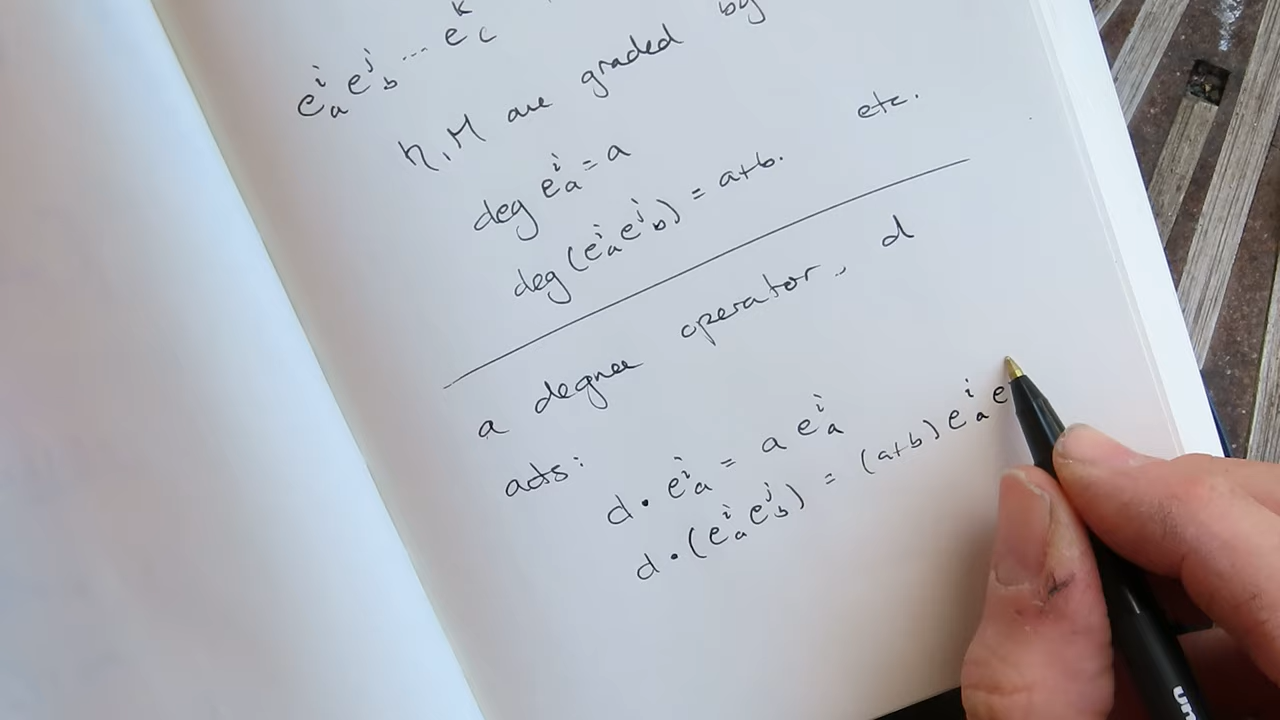 e^i_a e^j_b ... e^k_c
η, M are graded by
deg e^i_a = a
deg (e^i_a e^j_b) = a+b. etc.
a degree operator, d
acts:
d • e^i_a = a e^i_a
d • (e^i_a e^j_b) = (a+b) e^i_a e
um